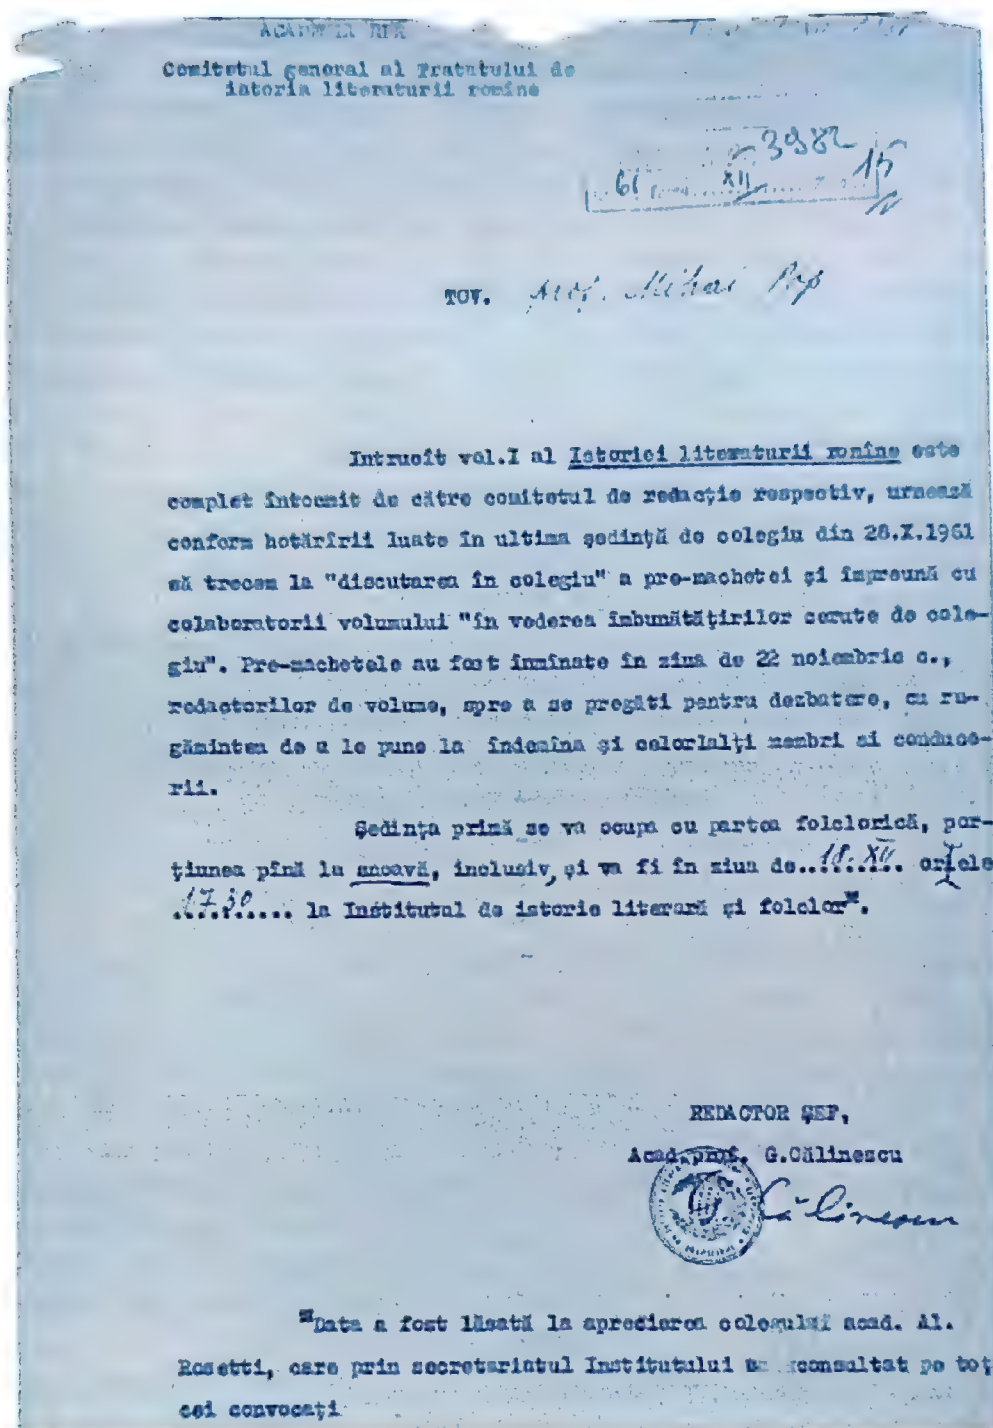 ACADEMIA RPR
Comitetul general al Tratatului de
istoria literaturii romîne
3982
61 XII 15
TOV. prof. Mihai Pop
Intrucît vol.I al Istoriei literaturii romîne este
complet întocmit de către comitetul de redacție respectiv, urmează
conform hotărîrii luate în ultima ședință de colegiu din 28.X.1961
să trecem la "discutarea în colegiu" a pre-machetei și împreună cu
colaboratorii volumului "în vederea îmbunătățirilor cerute de cole-
giu". Pre-machetele au fost înmînate în ziua de 22 noiembrie c.,
redactorilor de volume, spre a se pregăti pentru dezbatere, cu ru-
gămintea de a le pune la îndemîna și celorlalți membri ai conduce-
rii.
Ședința primă se va ocupa cu partea folclorică, por-
țiunea pînă la snoavă, inclusiv, și va fi în ziua de..18.XII.. orele
17.30 la Institutul de istorie literară și folclor*.
REDACTOR ȘEF,
Acad.prof. G.Călinescu
Călinescu
*Data a fost lăsată la aprecierea colegului acad. Al.
Rosetti, care prin secretariatul Institutului consultat pe toț
cei convocați